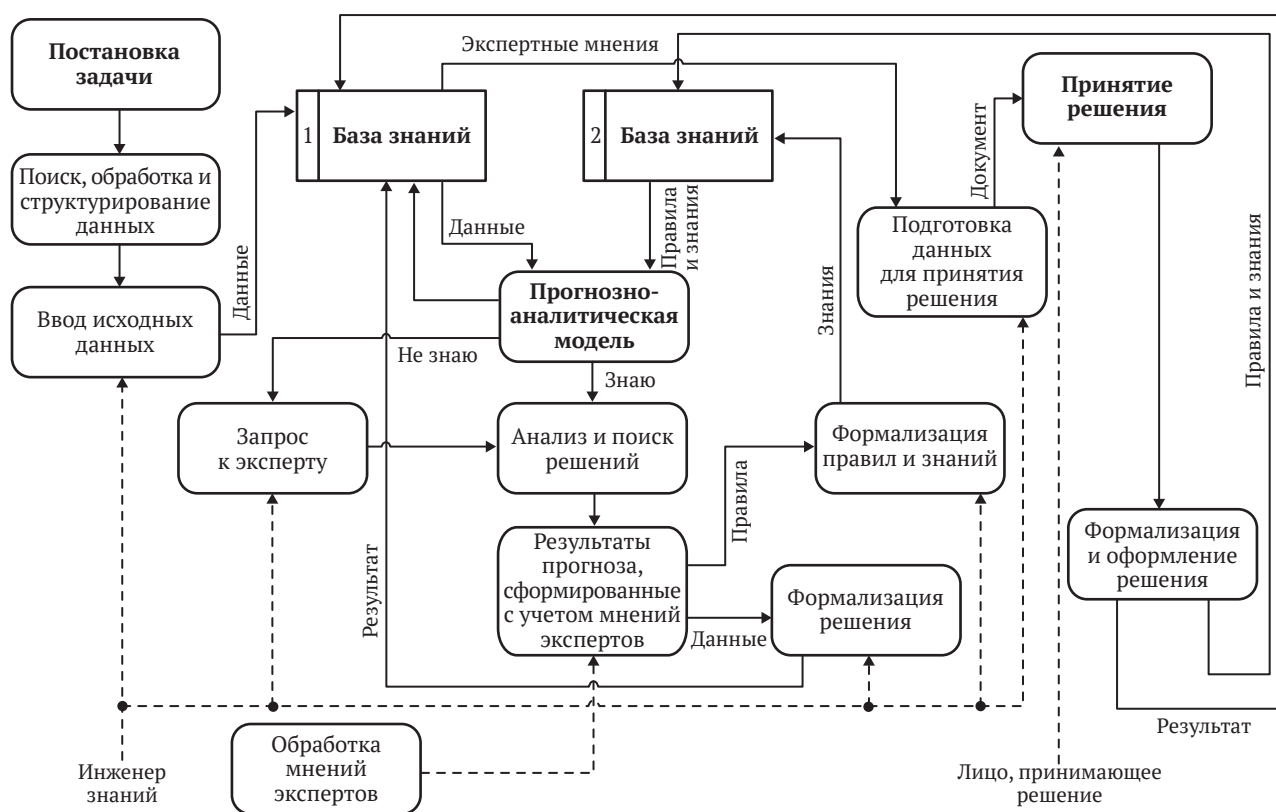 Постановка
задачи
Поиск, обработка и
структурирование
данных
Ввод исходных
данных
Данные
1
База знаний
Экспертные мнения
2
База знаний
Принятие
решения
Документ
Подготовка
данных
для принятия
решения
Данные
Правила
и знания
Прогнозно-
аналитическая
модель
Не знаю
Знаю
Знания
Правила и знания
Запрос
к эксперту
Анализ и поиск
решений
Формализация
правил и знаний
Правила
Результат
Результаты
прогноза,
сформированные
с учетом мнений
экспертов
Данные
Формализация
решения
Формализация
и оформление
решения
Результат
Инженер
знаний
Обработка
мнений
экспертов
Лицо, принимающее
решение